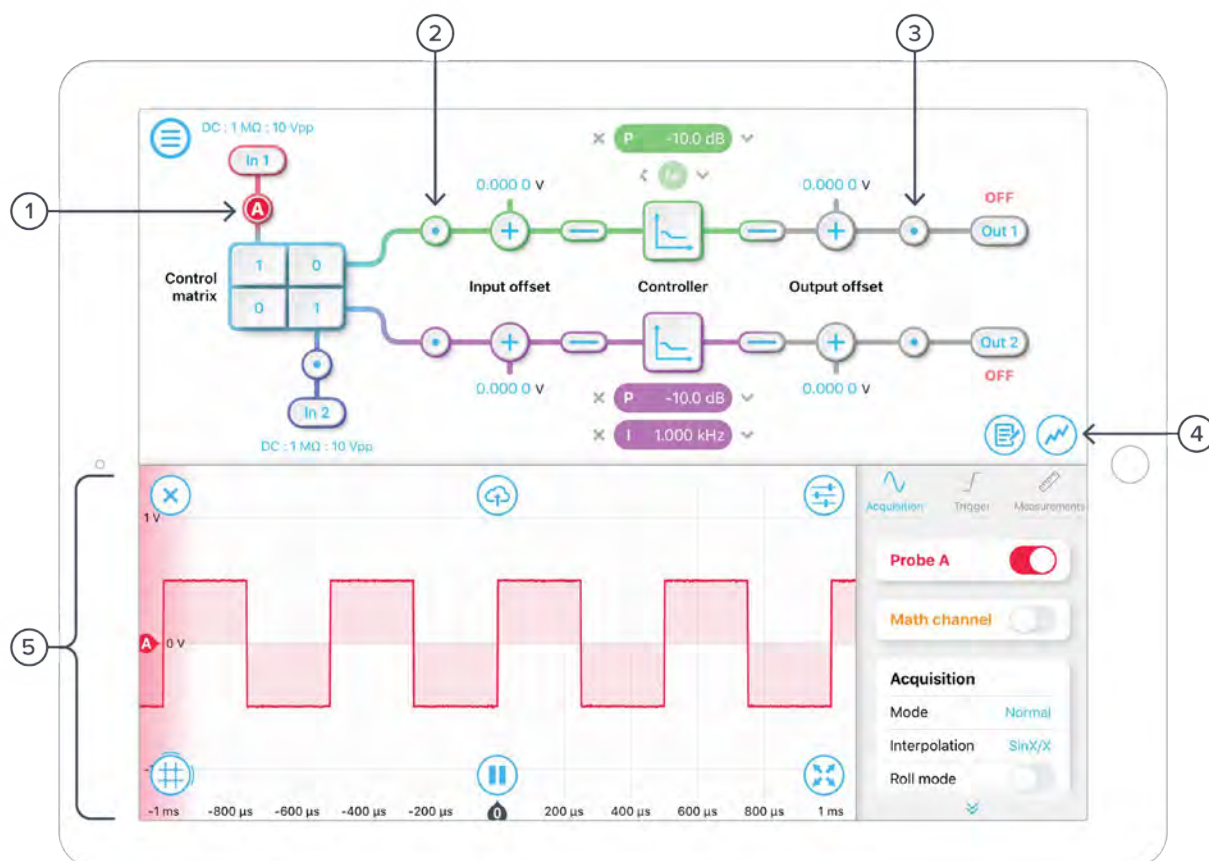 2
3
DC : 1 MΩ : 10 Vpp
In 1
P -10.0 dB
1
A
0.000 0 V
0.000 0 V
OFF
Out 1
Control
matrix
1 0
0 1
Input offset
Controller
Output offset
Out 2
OFF
In 2
0.000 0 V
0.000 0 V
P -10.0 dB
I 1.000 kHz
DC : 1 MΩ : 10 Vpp
4
5
Acquisition
Trigger
Measurements
1 V
A 0 V
-1 ms -800 µs -600 µs -400 µs -200 µs 0 200 µs 400 µs 600 µs 800 µs 1 ms
Probe A
Math channel
Acquisition
Mode Normal
Interpolation SinX/X
Roll mode